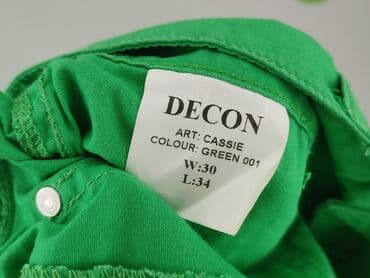 DECON
ART: CASSIE
COLOUR: GREEN 001
W:30
L:34